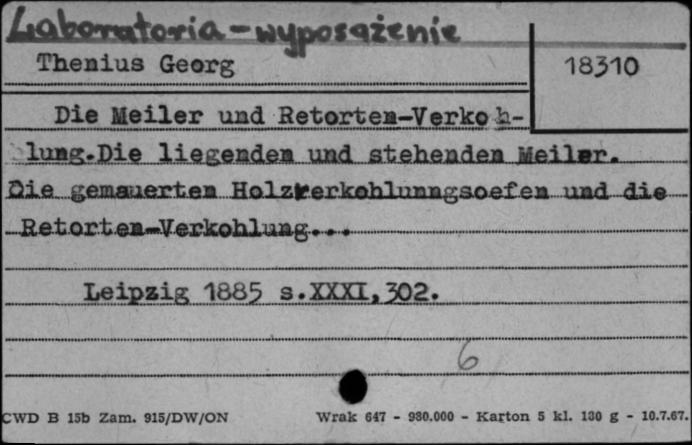 Laboratoria - wyposażenie
Thenius Georg
18310
Die Meiler und Retorten-Verkoh-
lung.Die liegenden und stehenden Meiler.
Die gemauerten Holzverkohlunngsoefen und die
Retorten-Verkohlung...
Leipzig 1885 s.XXXI,302.
6
CWD B 15b Zam. 915/DW/ON Wrak 647 - 980.000 - Karton 5 kl. 130 g - 10.7.67.